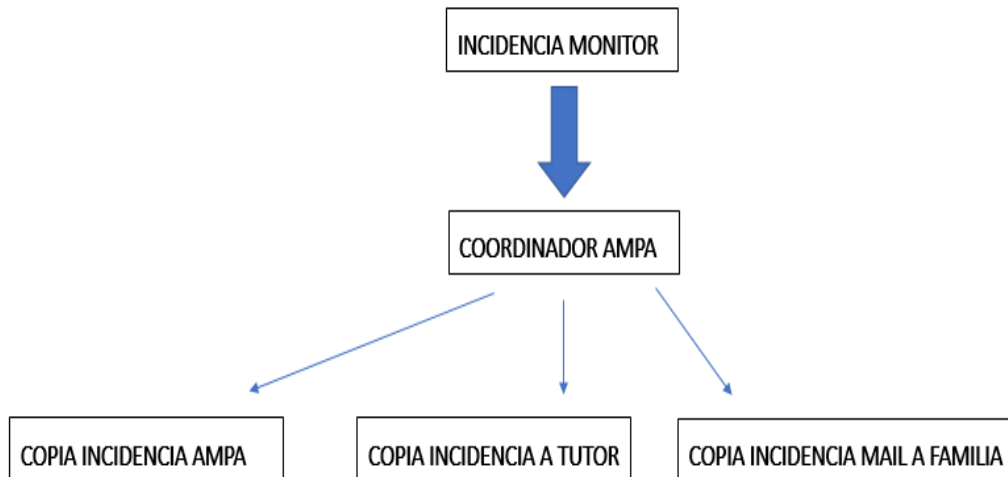 INCIDENCIA MONITOR
COORDINADOR AMPA
COPIA INCIDENCIA AMPA
COPIA INCIDENCIA A TUTOR
COPIA INCIDENCIA MAIL A FAMILIA